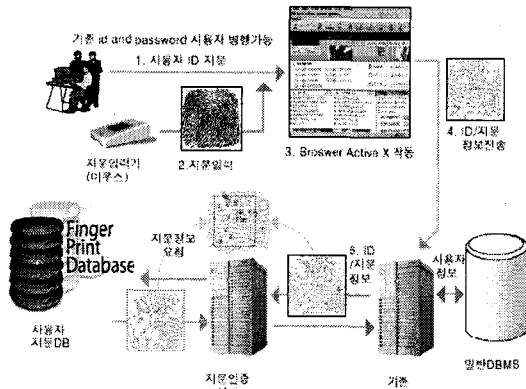 기존 id and password 사용자 병행가능
1. 사용자 ID 지문
지문입력기
(마우스)
2.지문입력
3. Broswer Active X 작동
4. ID/지문
정보전송
Finger
Print
Database
지문정보
요청
5. ID
/지문
정보
사용자
정보
사용자
지문DB
지문인증
기존
일반DBMS